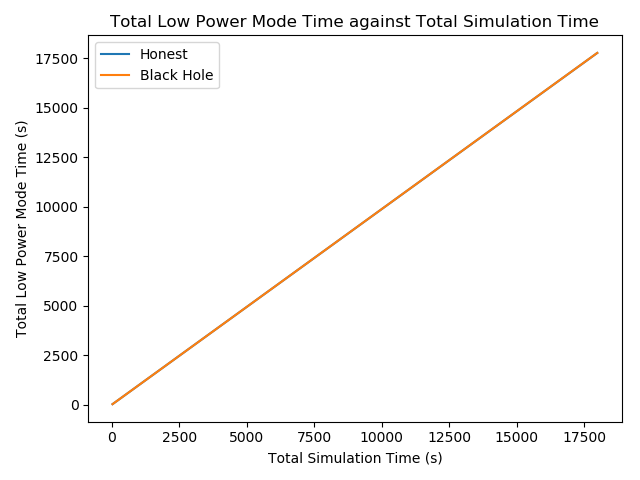 Total Low Power Mode Time against Total Simulation Time
Honest
Black Hole
Total Low Power Mode Time (s)
17500
15000
12500
10000
7500
5000
2500
0
0 2500 5000 7500 10000 12500 15000 17500
Total Simulation Time (s)